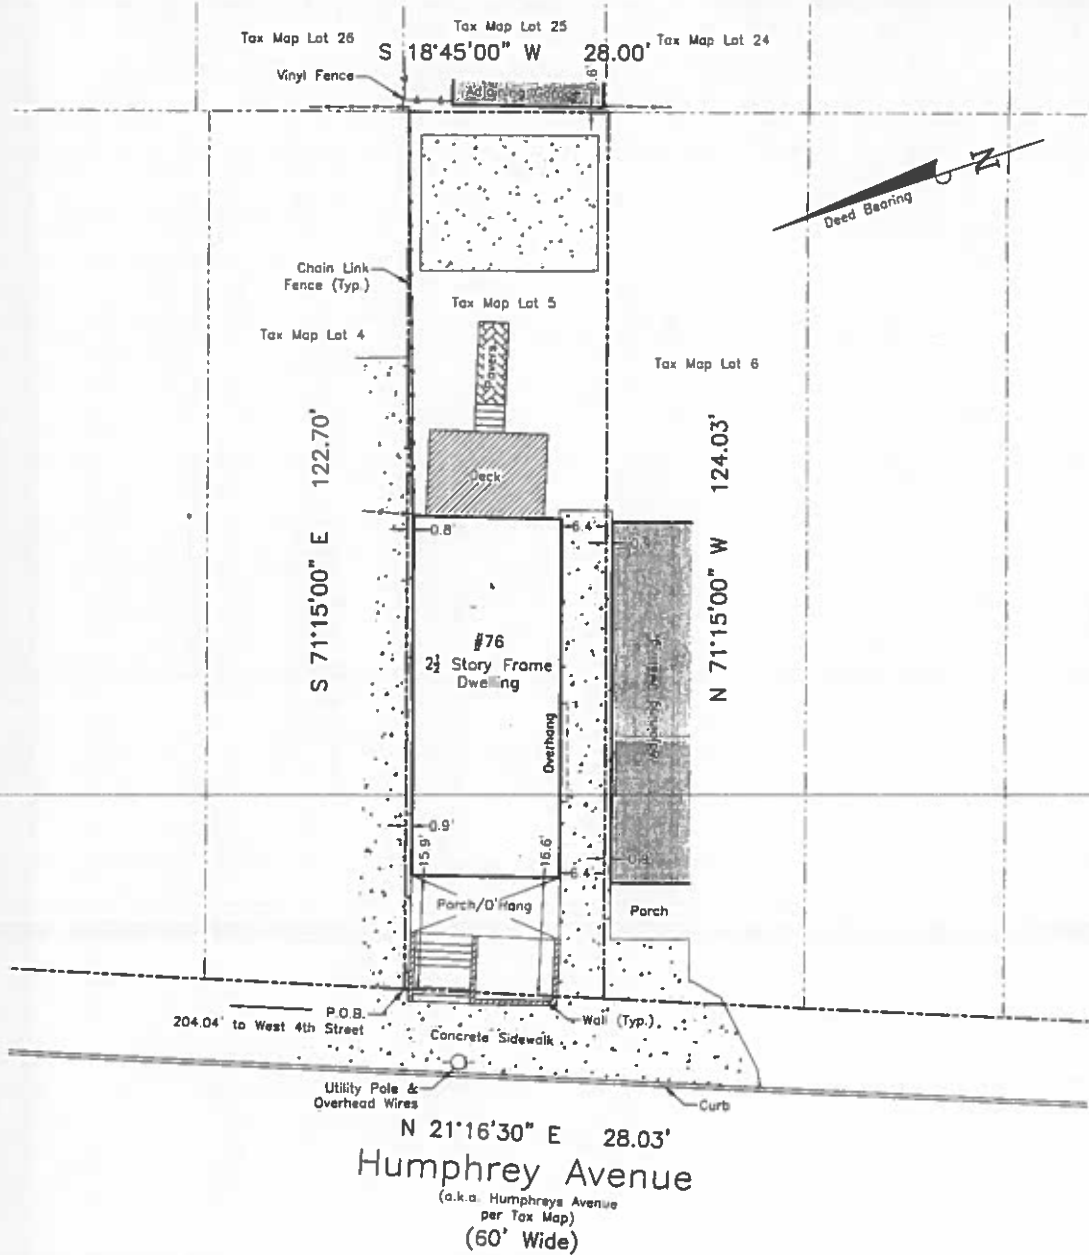 Tax Map Lot 26
Tax Map Lot 25
Tax Map Lot 24
S 18°45'00" W 28.00'
Vinyl Fence
Adjoining Garage
N
Deed Bearing
Chain Link
Fence (Typ.)
Tax Map Lot 5
Tax Map Lot 4
Pavers
Tax Map Lot 6
S 71°15'00" E 122.70'
N 71°15'00" W 124.03'
Deck
0.8'
6.4'
#76
2½ Story Frame
Dwelling
Adjoining
Overhang
0.9'
15.9'
16.6'
6.4'
0.9'
Porch/O'Hang
Porch
P.O.B.
204.04' to West 4th Street
Wall (Typ.)
Concrete Sidewalk
Utility Pole &
Overhead Wires
Curb
N 21°16'30" E 28.03'
Humphrey Avenue
(a.k.a. Humphreys Avenue
per Tax Map)
(60' Wide)